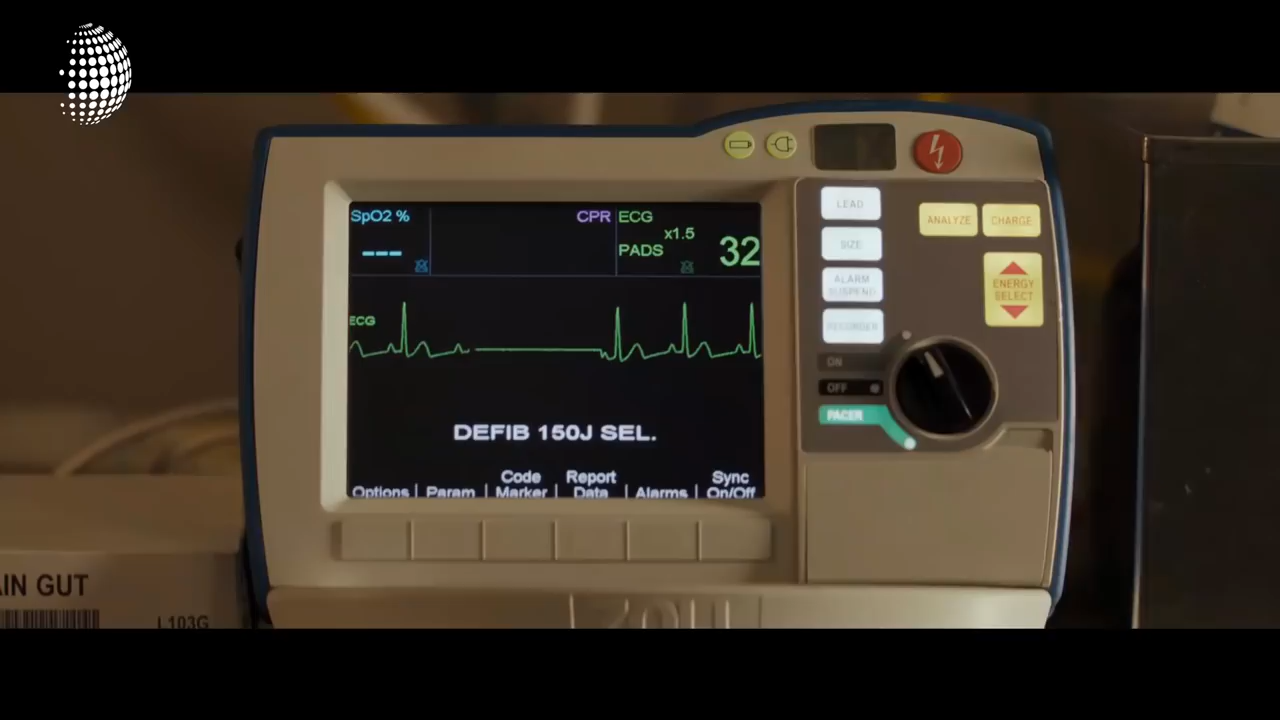 SpO2 %
---
CPR
ECG
x1.5
PADS
32
ECG
DEFIB 150J SEL.
Options
Param
Code Marker
Report Data
Alarms
Sync On/Off
LEAD
SIZE
ALARM
SUSPEND
RECORDER
ON
OFF
PACER
ANALYZE
CHARGE
ENERGY
SELECT
AIN GUT
L103G
ZOLL